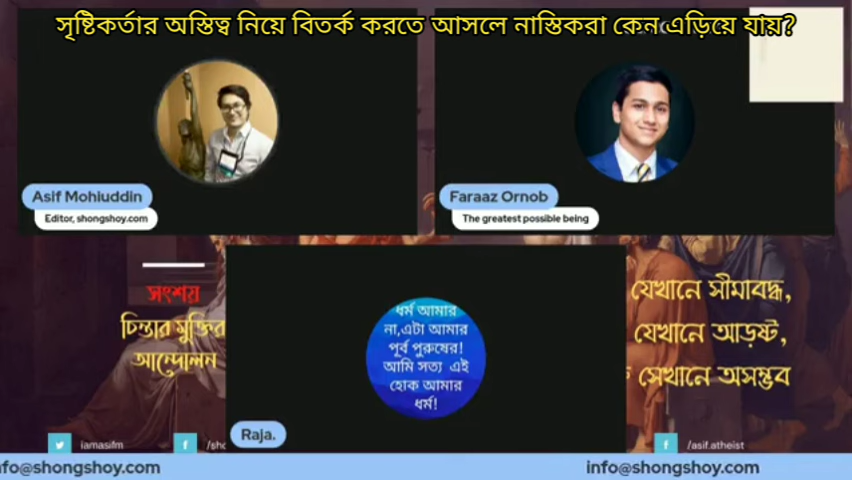 সৃষ্টিকর্তার অস্তিত্ব নিয়ে বিতর্ক করতে আসলে নাস্তিকরা কেন এড়িয়ে যায়?
Asif Mohiuddin
Editor, shongshoy.com
Faraaz Ornob
The greatest possible being
সংশয়
চিন্তার মুক্তির
আন্দোলন
ধর্ম আমার
না,এটা আমার
পূর্ব পুরুষের!
আমি সত্য এই
হোক আমার
ধর্ম!
Raja.
যেখানে সীমাবদ্ধ,
যেখানে আড়ষ্ট,
সেখানে অসম্ভব
iamasifm
/sho
/asif.atheist
nfo@shongshoy.com
info@shongshoy.com